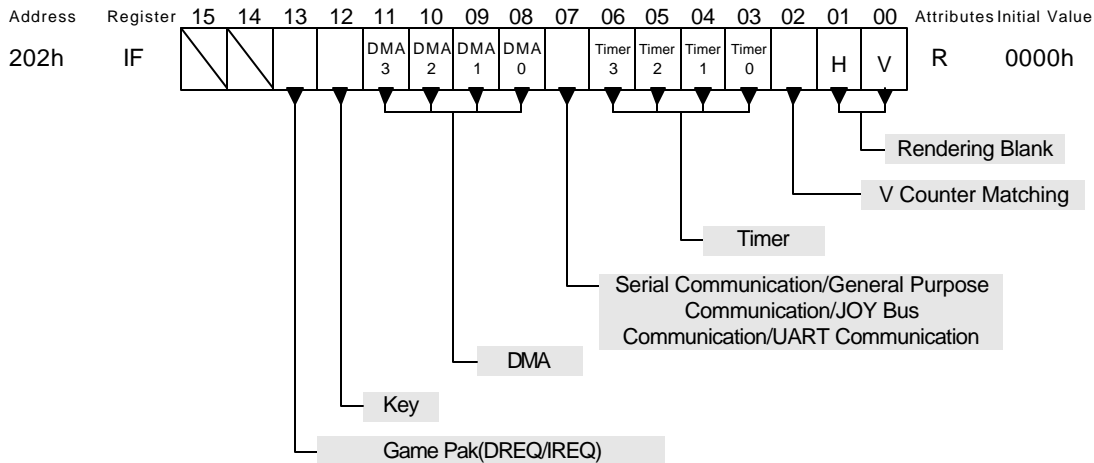 Address Register 15 14 13 12 11 10 09 08 07 06 05 04 03 02 01 00 Attributes Initial Value
202h IF DMA 3 DMA 2 DMA 1 DMA 0 Timer 3 Timer 2 Timer 1 Timer 0 H V R 0000h
Rendering Blank
V Counter Matching
Timer
Serial Communication/General Purpose
Communication/JOY Bus
Communication/UART Communication
DMA
Key
Game Pak(DREQ/IREQ)